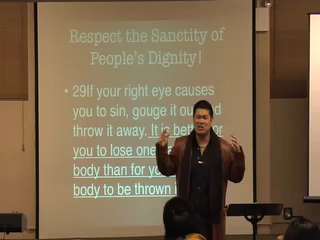 Respect the Sanctity of
People's Dignity!
• 29If your right eye causes
you to sin, gouge it out
throw it away. It is
you to lose one
body than for
body to be thrown